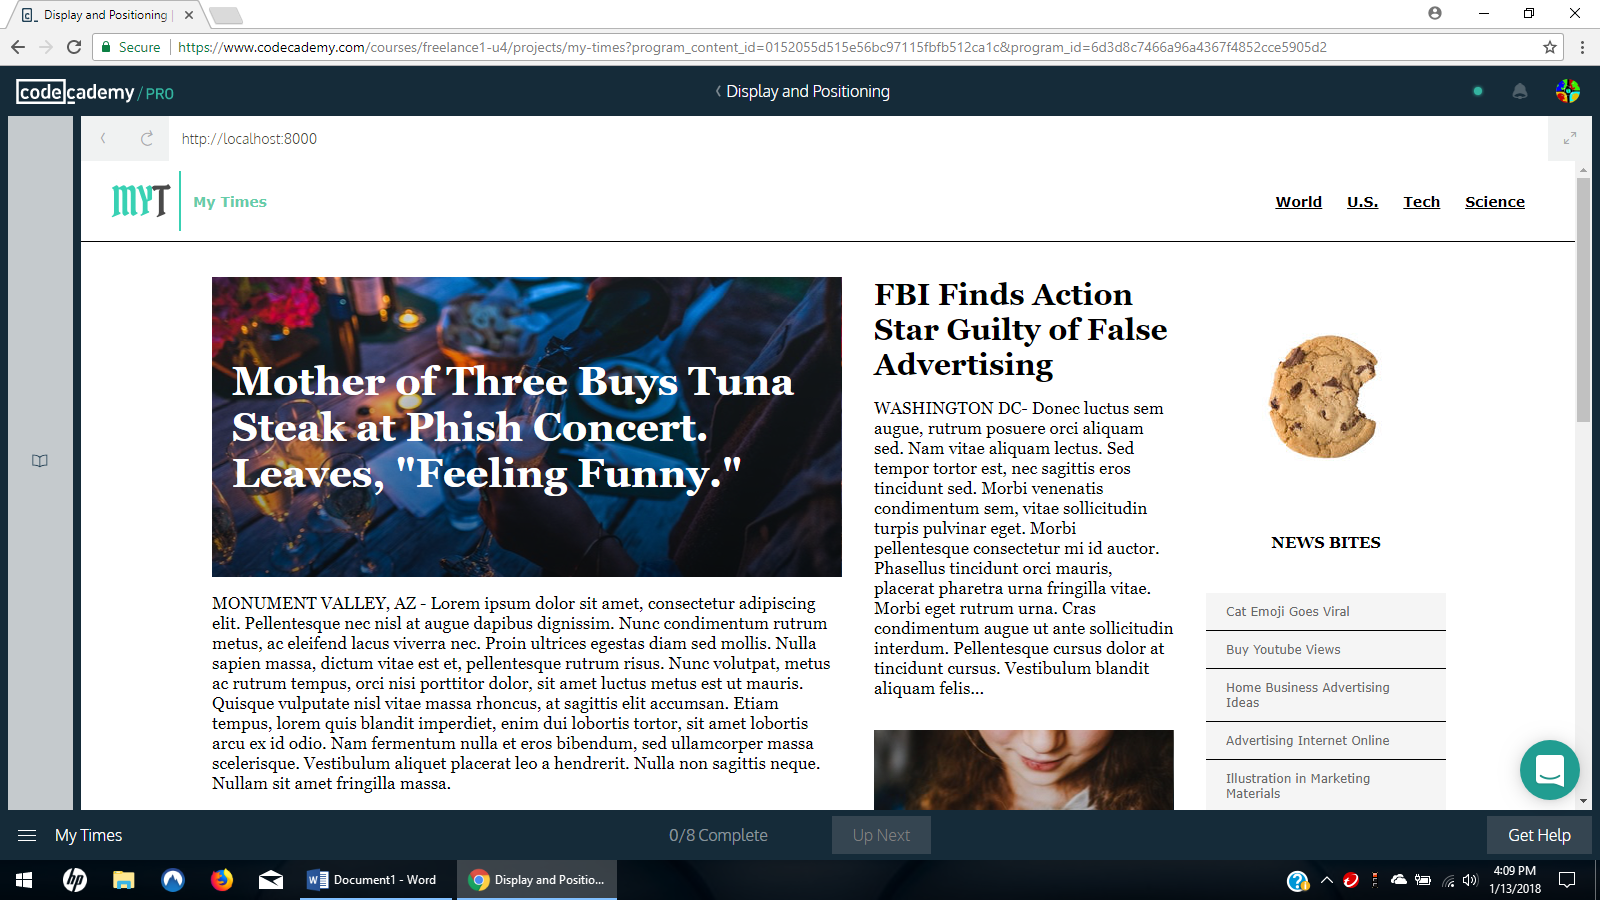 Display and Positioning |
Secure
https://www.codecademy.com/courses/freelance1-u4/projects/my-times?program_content_id=0152055d515e56bc97115fbfb512ca1c&program_id=6d3d8c7466a96a4367f4852cce5905d2
codecademy / PRO
Display and Positioning
http://localhost:8000
MYT
My Times
World U.S. Tech Science
Mother of Three Buys Tuna
Steak at Phish Concert.
Leaves, "Feeling Funny."
MONUMENT VALLEY, AZ - Lorem ipsum dolor sit amet, consectetur adipiscing
elit. Pellentesque nec nisl at augue dapibus dignissim. Nunc condimentum rutrum
metus, ac eleifend lacus viverra nec. Proin ultrices egestas diam sed mollis. Nulla
sapien massa, dictum vitae est et, pellentesque rutrum risus. Nunc volutpat, metus
ac rutrum tempus, orci nisi porttitor dolor, sit amet luctus metus est ut mauris.
Quisque vulputate nisl vitae massa rhoncus, at sagittis elit accumsan. Etiam
tempus, lorem quis blandit imperdiet, enim dui lobortis tortor, sit amet lobortis
arcu ex id odio. Nam fermentum nulla et eros bibendum, sed ullamcorper massa
scelerisque. Vestibulum aliquet placerat leo a hendrerit. Nulla non sagittis neque.
Nullam sit amet fringilla massa.
FBI Finds Action
Star Guilty of False
Advertising
WASHINGTON DC- Donec luctus sem
augue, rutrum posuere orci aliquam
sed. Nam vitae aliquam lectus. Sed
tempor tortor est, nec sagittis eros
tincidunt sed. Morbi venenatis
condimentum sem, vitae sollicitudin
turpis pulvinar eget. Morbi
pellentesque consectetur mi id auctor.
Phasellus tincidunt orci mauris,
placerat pharetra urna fringilla vitae.
Morbi eget rutrum urna. Cras
condimentum augue ut ante sollicitudin
interdum. Pellentesque cursus dolor at
tincidunt cursus. Vestibulum blandit
aliquam felis...
NEWS BITES
Cat Emoji Goes Viral
Buy Youtube Views
Home Business Advertising
Ideas
Advertising Internet Online
Illustration in Marketing
Materials
My Times
0/8 Complete
Up Next
Get Help
hp
Document1 - Word
Display and Positio...
4:09 PM
1/13/2018